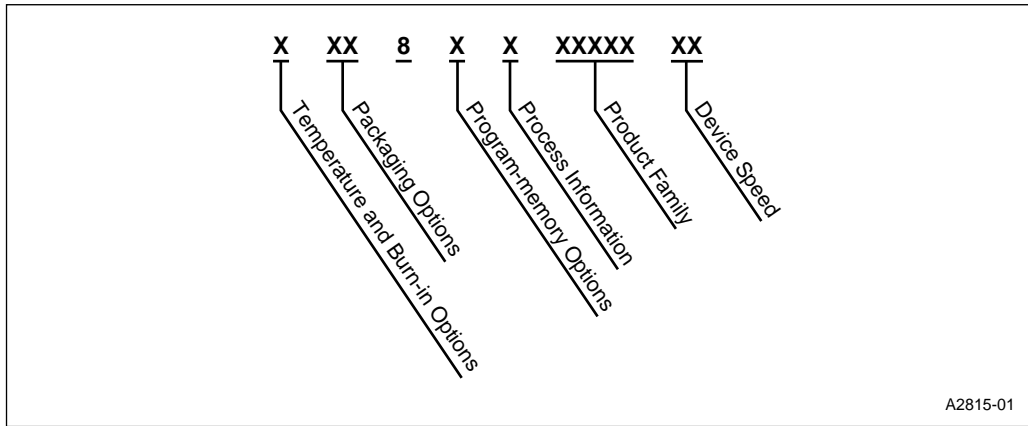 X XX 8 X X XXXXX XX
Temperature and Burn-in Options
Packaging Options
Program-memory Options
Process Information
Product Family
Device Speed
A2815-01